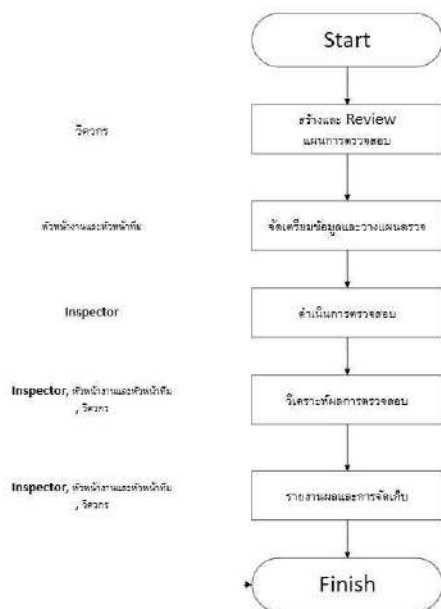 Start
วิศวกร
สร้างและ Review
แผนการตรวจสอบ
หัวหน้างานและหัวหน้าทีม
จัดเตรียมข้อมูลและวางแผนตรวจ
Inspector
ดำเนินการตรวจสอบ
Inspector, หัวหน้างานและหัวหน้าทีม
, วิศวกร
วิเคราะห์ผลการตรวจสอบ
Inspector, หัวหน้างานและหัวหน้าทีม
, วิศวกร
รายงานผลและการจัดเก็บ
Finish